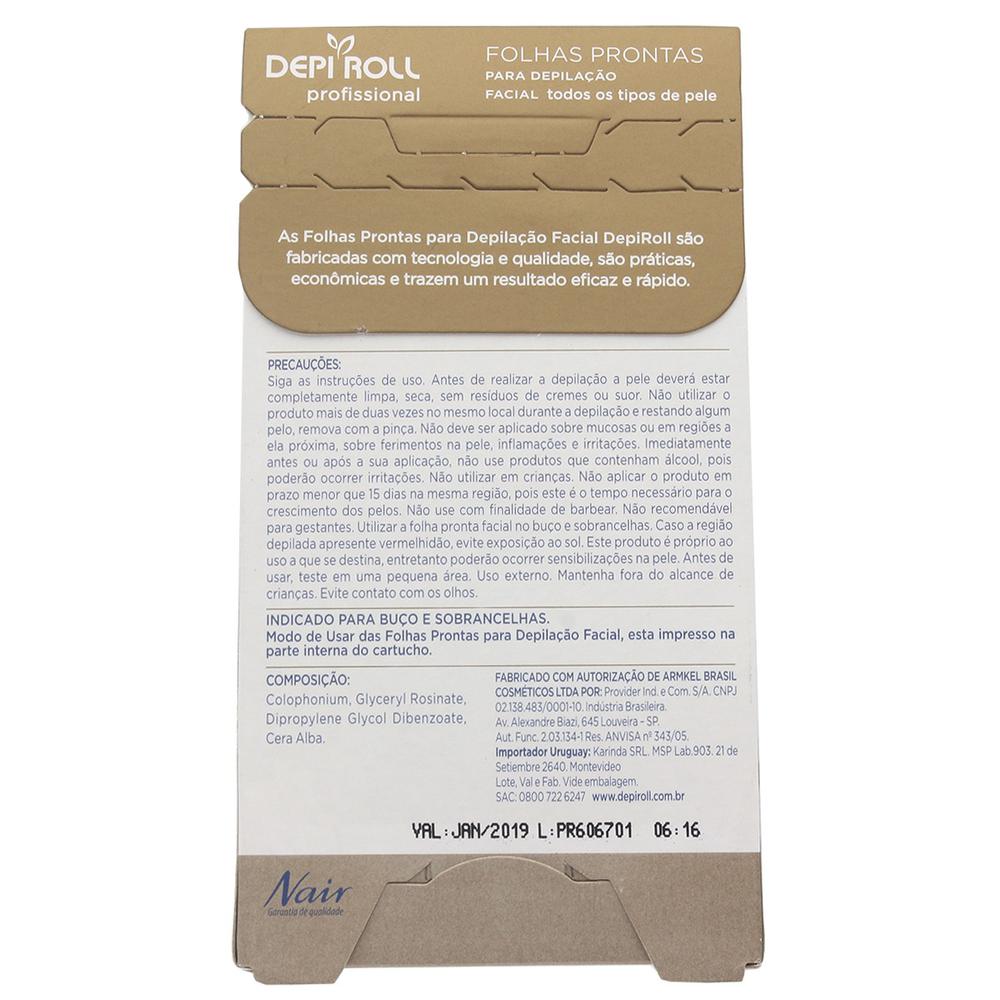 DEPI ROLL
profissional
FOLHAS PRONTAS
PARA DEPILAÇÃO
FACIAL todos os tipos de pele
As Folhas Prontas para Depilação Facial DepiRoll são
fabricadas com tecnologia e qualidade, são práticas,
econômicas e trazem um resultado eficaz e rápido.
PRECAUÇÕES:
Siga as instruções de uso. Antes de realizar a depilação a pele deverá estar
completamente limpa, seca, sem resíduos de cremes ou suor. Não utilizar o
produto mais de duas vezes no mesmo local durante a depilação e restando algum
pelo, remova com a pinça. Não deve ser aplicado sobre mucosas ou em regiões a
ela próxima, sobre ferimentos na pele, inflamações e irritações. Imediatamente
antes ou após a sua aplicação, não use produtos que contenham álcool, pois
poderão ocorrer irritações. Não utilizar em crianças. Não aplicar o produto em
prazo menor que 15 dias na mesma região, pois este é o tempo necessário para o
crescimento dos pelos. Não use com finalidade de barbear. Não recomendável
para gestantes. Utilizar a folha pronta facial no buço e sobrancelhas. Caso a região
depilada apresente vermelhidão, evite exposição ao sol. Este produto é próprio ao
uso a que se destina, entretanto poderão ocorrer sensibilizações na pele. Antes de
usar, teste em uma pequena área. Uso externo. Mantenha fora do alcance de
crianças. Evite contato com os olhos.
INDICADO PARA BUÇO E SOBRANCELHAS.
Modo de Usar das Folhas Prontas para Depilação Facial, esta impresso na
parte interna do cartucho.
COMPOSIÇÃO:
Colophonium, Glyceryl Rosinate,
Dipropylene Glycol Dibenzoate,
Cera Alba.
FABRICADO COM AUTORIZAÇÃO DE ARMKEL BRASIL
COSMÉTICOS LTDA POR: Provider Ind. e Com. S/A. CNPJ
02.138.483/0001-10. Indústria Brasileira.
Av. Alexandre Biazi, 645 Louveira - SP.
Aut. Func. 2.03.134-1 Res. ANVISA nº 343/05.
Importador Uruguay: Karinda SRL. MSP Lab.903. 21 de
Setiembre 2640. Montevideo
Lote, Val e Fab. Vide embalagem.
SAC: 0800 722 6247 www.depiroll.com.br
VAL:JAN/2019 L:PR606701 06:16
Nair
Garantia de qualidade